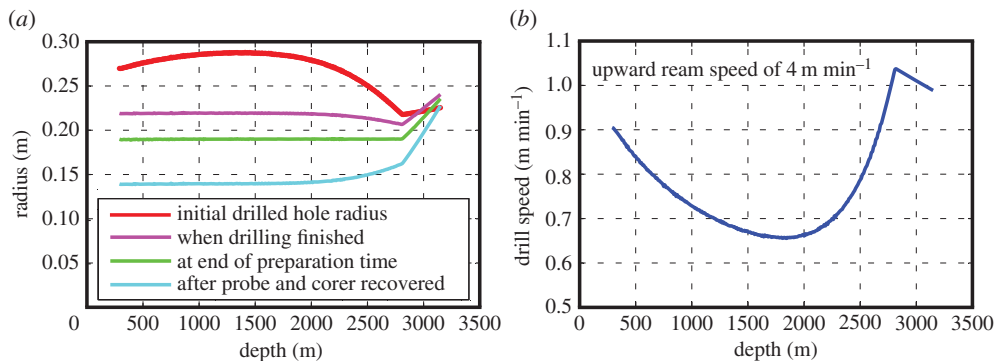 (a)
radius (m)
0.30
0.25
0.20
0.15
0.10
0.05
initial drilled hole radius
when drilling finished
at end of preparation time
after probe and corer recovered
0 500 1000 1500 2000 2500 3000 3500
depth (m)
(b)
drill speed (m min⁻¹)
1.1
1.0
0.9
0.8
0.7
0.6
0.5
upward ream speed of 4 m min⁻¹
0 500 1000 1500 2000 2500 3000 3500
depth (m)